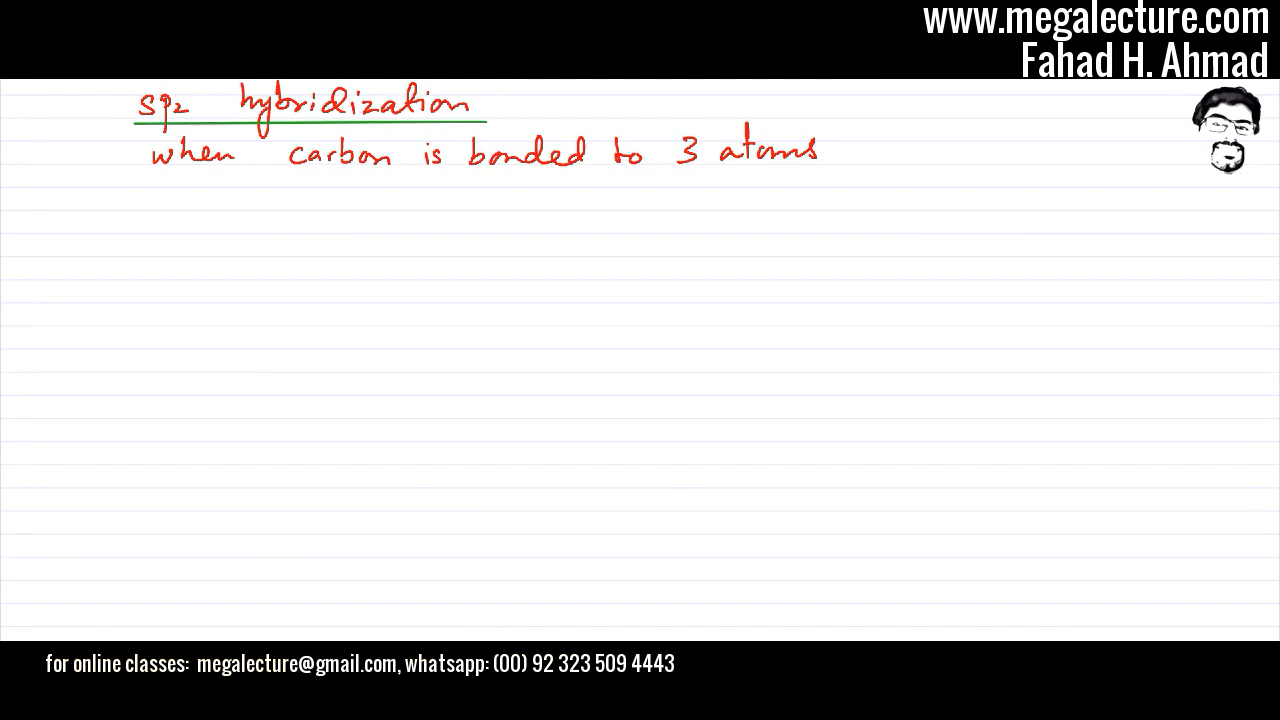 www.megalecture.com
Fahad H. Ahmad
sp2 hybridization
when carbon is bonded to 3 atoms
for online classes: megalecture@gmail.com, whatsapp: (00) 92 323 509 4443